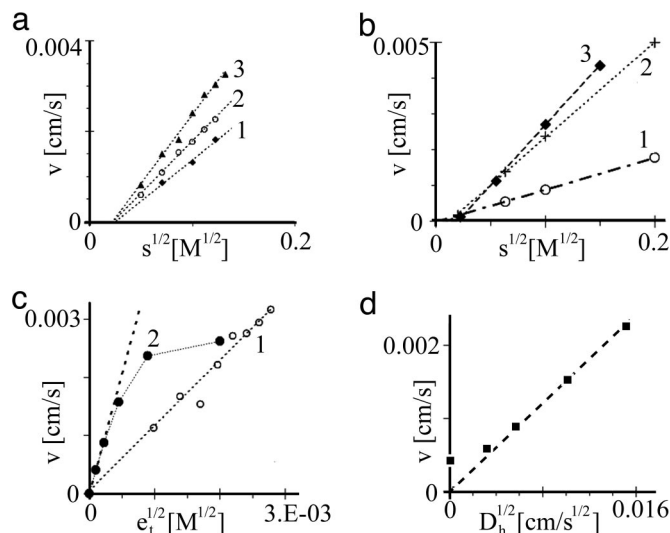 a
0.004
v [cm/s]
3
2
1
0
0
0.2
s^{1/2}[M^{1/2}]
b
0.005
v [cm/s]
3
2
1
0
0
0.2
s^{1/2}[M^{1/2}]
c
0.003
v [cm/s]
2
1
0
0
3.E-03
e_t^{1/2}[M^{1/2}]
d
0.002
v [cm/s]
0
0
0.016
D_h^{1/2}[cm/s^{1/2}]